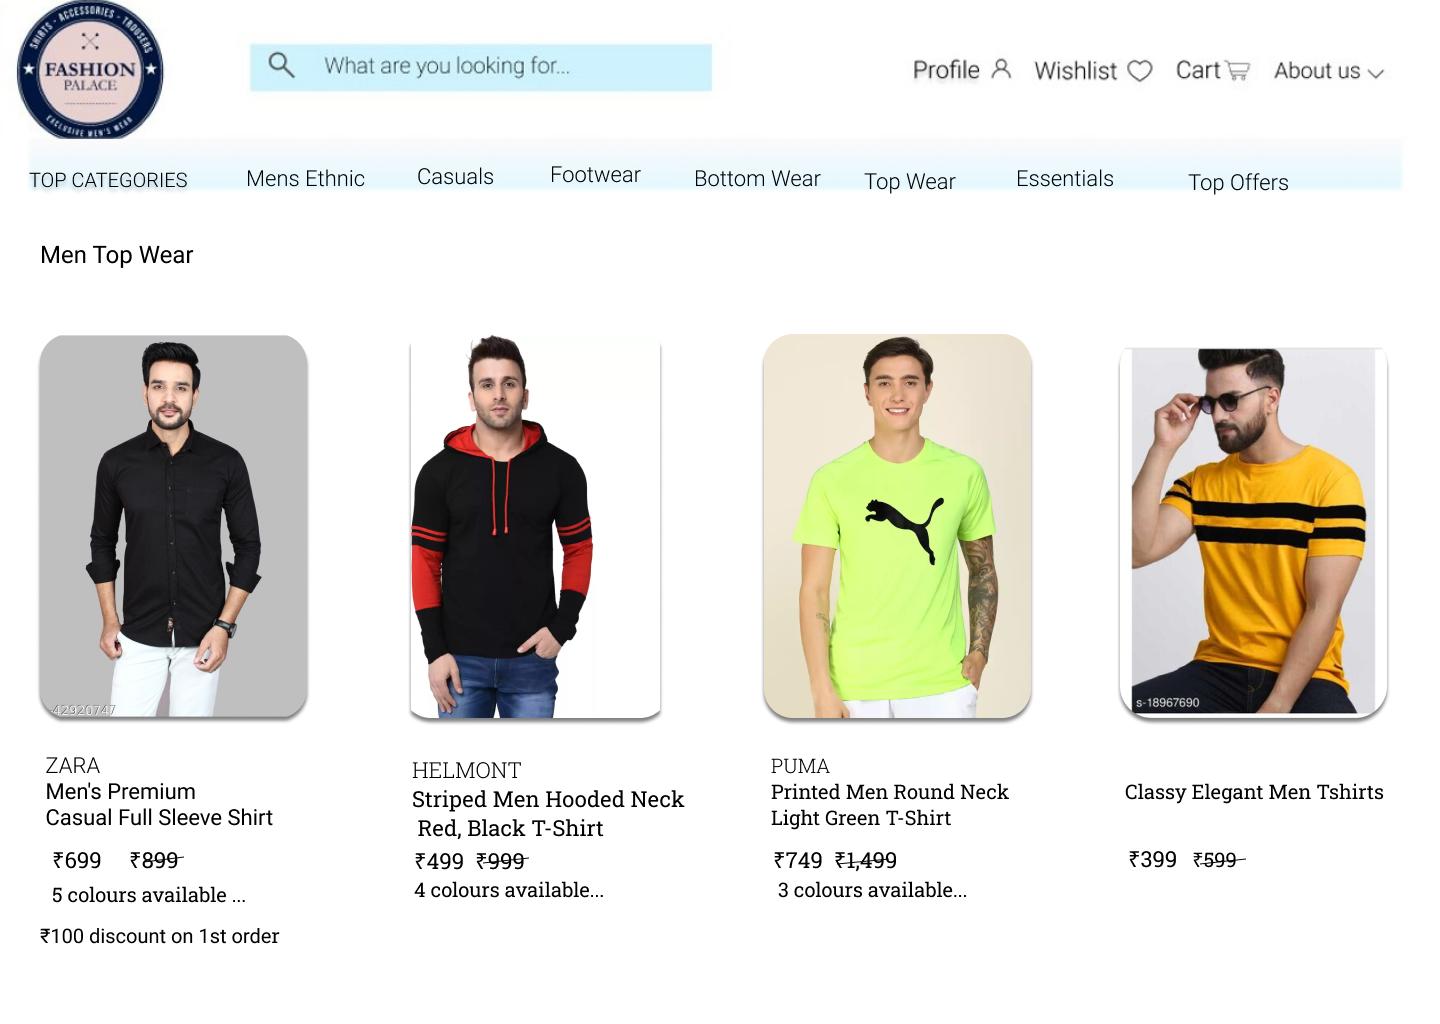 SHIRTS - ACCESSORIES - TROUSERS
FASHION
PALACE
EXCLUSIVE MEN'S WEAR
What are you looking for...
Profile
Wishlist
Cart
About us
TOP CATEGORIES
Mens Ethnic
Casuals
Footwear
Bottom Wear
Top Wear
Essentials
Top Offers
Men Top Wear
-42920747
s-18967690
ZARA
Men's Premium
Casual Full Sleeve Shirt
₹699 ₹899
5 colours available ...
₹100 discount on 1st order
HELMONT
Striped Men Hooded Neck
Red, Black T-Shirt
₹499 ₹999
4 colours available...
PUMA
Printed Men Round Neck
Light Green T-Shirt
₹749 ₹1,499
3 colours available...
Classy Elegant Men Tshirts
₹399 ₹599